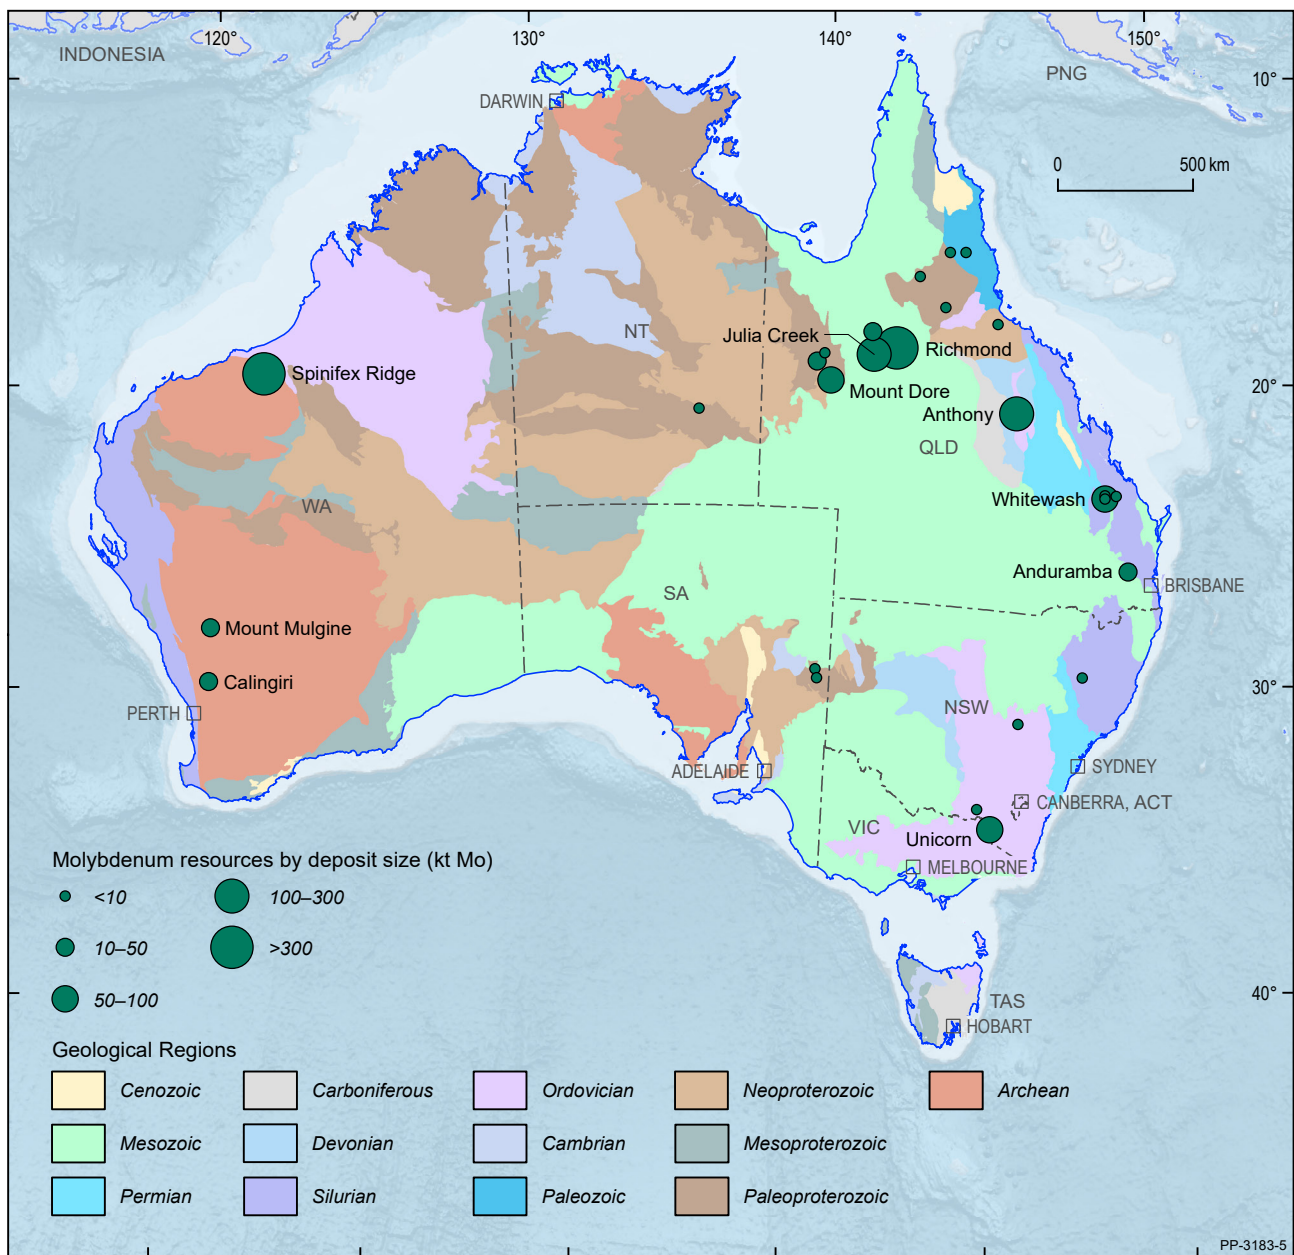 120°
130°
140°
150°
INDONESIA
PNG
10°
DARWIN
0
500 km
NT
Julia Creek
Richmond
Spinifex Ridge
20°
Mount Dore
Anthony
QLD
Whitewash
WA
Anduramba
BRISBANE
SA
Mount Mulgine
Calingiri
30°
PERTH
NSW
ADELAIDE
SYDNEY
CANBERRA, ACT
VIC
Unicorn
MELBOURNE
Molybdenum resources by deposit size (kt Mo)
<10
100–300
10–50
>300
50–100
40°
TAS
HOBART
Geological Regions
Cenozoic
Carboniferous
Ordovician
Neoproterozoic
Archean
Mesozoic
Devonian
Cambrian
Mesoproterozoic
Permian
Silurian
Paleozoic
Paleoproterozoic
PP-3183-5